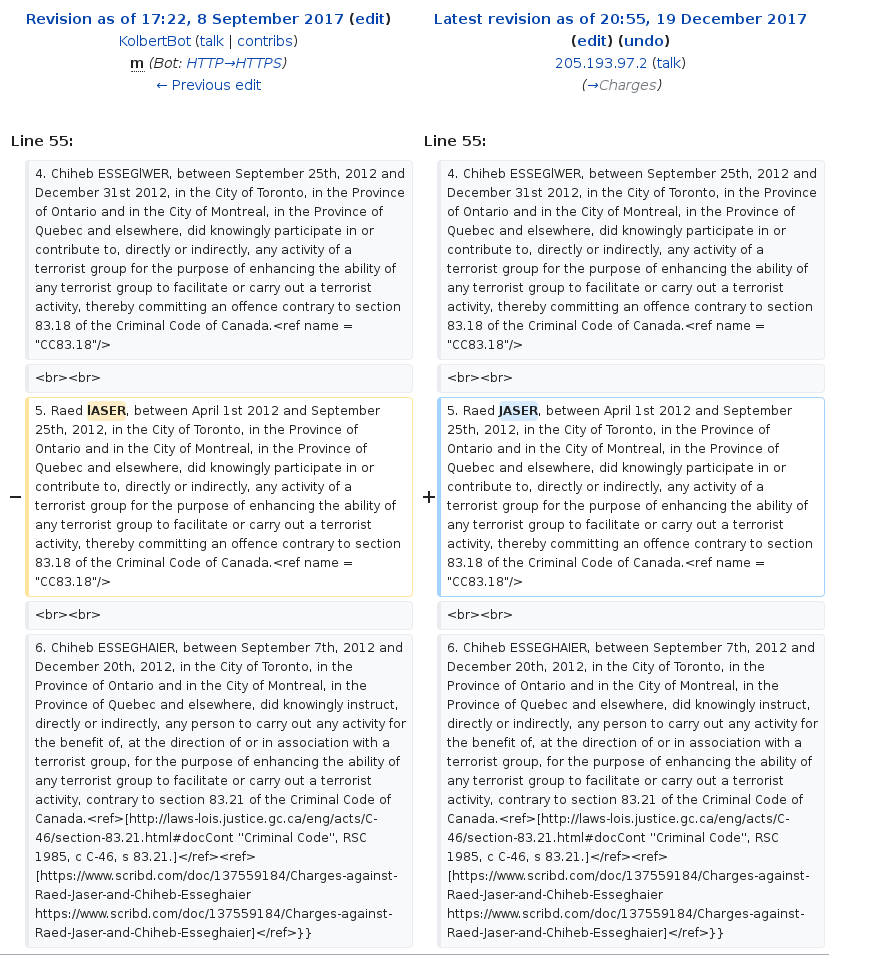 Revision as of 17:22, 8 September 2017 (edit)
KolbertBot (talk | contribs)
m (Bot: HTTP→HTTPS)
← Previous edit
Latest revision as of 20:55, 19 December 2017
(edit) (undo)
205.193.97.2 (talk)
(→Charges)
Line 55:
Line 55:
4. Chiheb ESSEGlWER, between September 25th, 2012 and
December 31st 2012, in the City of Toronto, in the Province
of Ontario and in the City of Montreal, in the Province of
Quebec and elsewhere, did knowingly participate in or
contribute to, directly or indirectly, any activity of a
terrorist group for the purpose of enhancing the ability of
any terrorist group to facilitate or carry out a terrorist
activity, thereby committing an offence contrary to section
83.18 of the Criminal Code of Canada.<ref name =
"CC83.18"/>
4. Chiheb ESSEGlWER, between September 25th, 2012 and
December 31st 2012, in the City of Toronto, in the Province
of Ontario and in the City of Montreal, in the Province of
Quebec and elsewhere, did knowingly participate in or
contribute to, directly or indirectly, any activity of a
terrorist group for the purpose of enhancing the ability of
any terrorist group to facilitate or carry out a terrorist
activity, thereby committing an offence contrary to section
83.18 of the Criminal Code of Canada.<ref name =
"CC83.18"/>
<br><br>
<br><br>
−
5. Raed lASER, between April 1st 2012 and September
25th, 2012, in the City of Toronto, in the Province of
Ontario and in the City of Montreal, in the Province of
Quebec and elsewhere, did knowingly participate in or
contribute to, directly or indirectly, any activity of a
terrorist group for the purpose of enhancing the ability of
any terrorist group to facilitate or carry out a terrorist
activity, thereby committing an offence contrary to section
83.18 of the Criminal Code of Canada.<ref name =
"CC83.18"/>
+
5. Raed JASER, between April 1st 2012 and September
25th, 2012, in the City of Toronto, in the Province of
Ontario and in the City of Montreal, in the Province of
Quebec and elsewhere, did knowingly participate in or
contribute to, directly or indirectly, any activity of a
terrorist group for the purpose of enhancing the ability of
any terrorist group to facilitate or carry out a terrorist
activity, thereby committing an offence contrary to section
83.18 of the Criminal Code of Canada.<ref name =
"CC83.18"/>
<br><br>
<br><br>
6. Chiheb ESSEGHAIER, between September 7th, 2012 and
December 20th, 2012, in the City of Toronto, in the
Province of Ontario and in the City of Montreal, in the
Province of Quebec and elsewhere, did knowingly instruct,
directly or indirectly, any person to carry out any activity for
the benefit of, at the direction of or in association with a
terrorist group, for the purpose of enhancing the ability of
any terrorist group to facilitate or carry out a terrorist
activity, contrary to section 83.21 of the Criminal Code of
Canada.<ref>[http://laws-lois.justice.gc.ca/eng/acts/C-
46/section-83.21.html#docCont ''Criminal Code'', RSC
1985, c C-46, s 83.21.]</ref><ref>
[https://www.scribd.com/doc/137559184/Charges-against-
Raed-Jaser-and-Chiheb-Esseghaier
https://www.scribd.com/doc/137559184/Charges-against-
Raed-Jaser-and-Chiheb-Esseghaier]</ref>}}
6. Chiheb ESSEGHAIER, between September 7th, 2012 and
December 20th, 2012, in the City of Toronto, in the
Province of Ontario and in the City of Montreal, in the
Province of Quebec and elsewhere, did knowingly instruct,
directly or indirectly, any person to carry out any activity for
the benefit of, at the direction of or in association with a
terrorist group, for the purpose of enhancing the ability of
any terrorist group to facilitate or carry out a terrorist
activity, contrary to section 83.21 of the Criminal Code of
Canada.<ref>[http://laws-lois.justice.gc.ca/eng/acts/C-
46/section-83.21.html#docCont ''Criminal Code'', RSC
1985, c C-46, s 83.21.]</ref><ref>
[https://www.scribd.com/doc/137559184/Charges-against-
Raed-Jaser-and-Chiheb-Esseghaier
https://www.scribd.com/doc/137559184/Charges-against-
Raed-Jaser-and-Chiheb-Esseghaier]</ref>}}